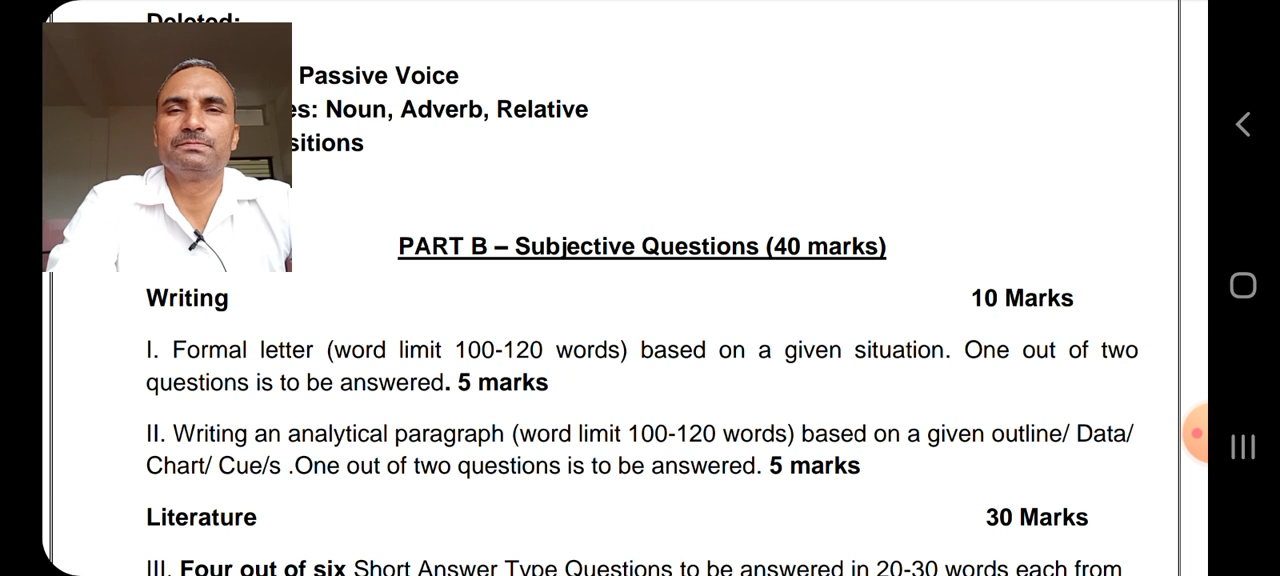 Deleted:
Passive Voice
es: Noun, Adverb, Relative
sitions
PART B – Subjective Questions (40 marks)
Writing 10 Marks
I. Formal letter (word limit 100-120 words) based on a given situation. One out of two
questions is to be answered. 5 marks
II. Writing an analytical paragraph (word limit 100-120 words) based on a given outline/ Data/
Chart/ Cue/s .One out of two questions is to be answered. 5 marks
Literature 30 Marks
III. Four out of six Short Answer Type Questions to be answered in 20-30 words each from